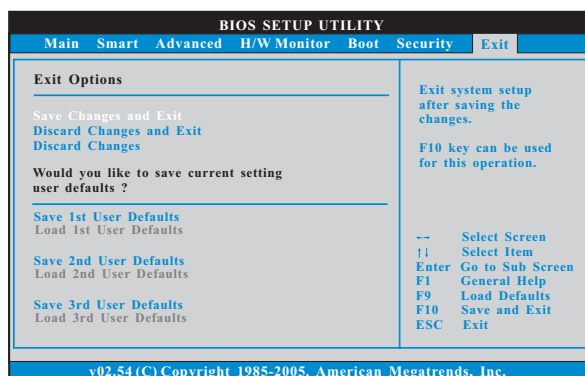 BIOS SETUP UTILITY
Main Smart Advanced H/W Monitor Boot Security Exit
Exit Options
Save Changes and Exit
Discard Changes and Exit
Discard Changes
Would you like to save current setting
user defaults ?
Save 1st User Defaults
Load 1st User Defaults
Save 2nd User Defaults
Load 2nd User Defaults
Save 3rd User Defaults
Load 3rd User Defaults
Exit system setup
after saving the
changes.
F10 key can be used
for this operation.
←→ Select Screen
↑↓ Select Item
Enter Go to Sub Screen
F1 General Help
F9 Load Defaults
F10 Save and Exit
ESC Exit
v02.54 (C) Copyright 1985-2005, American Megatrends, Inc.